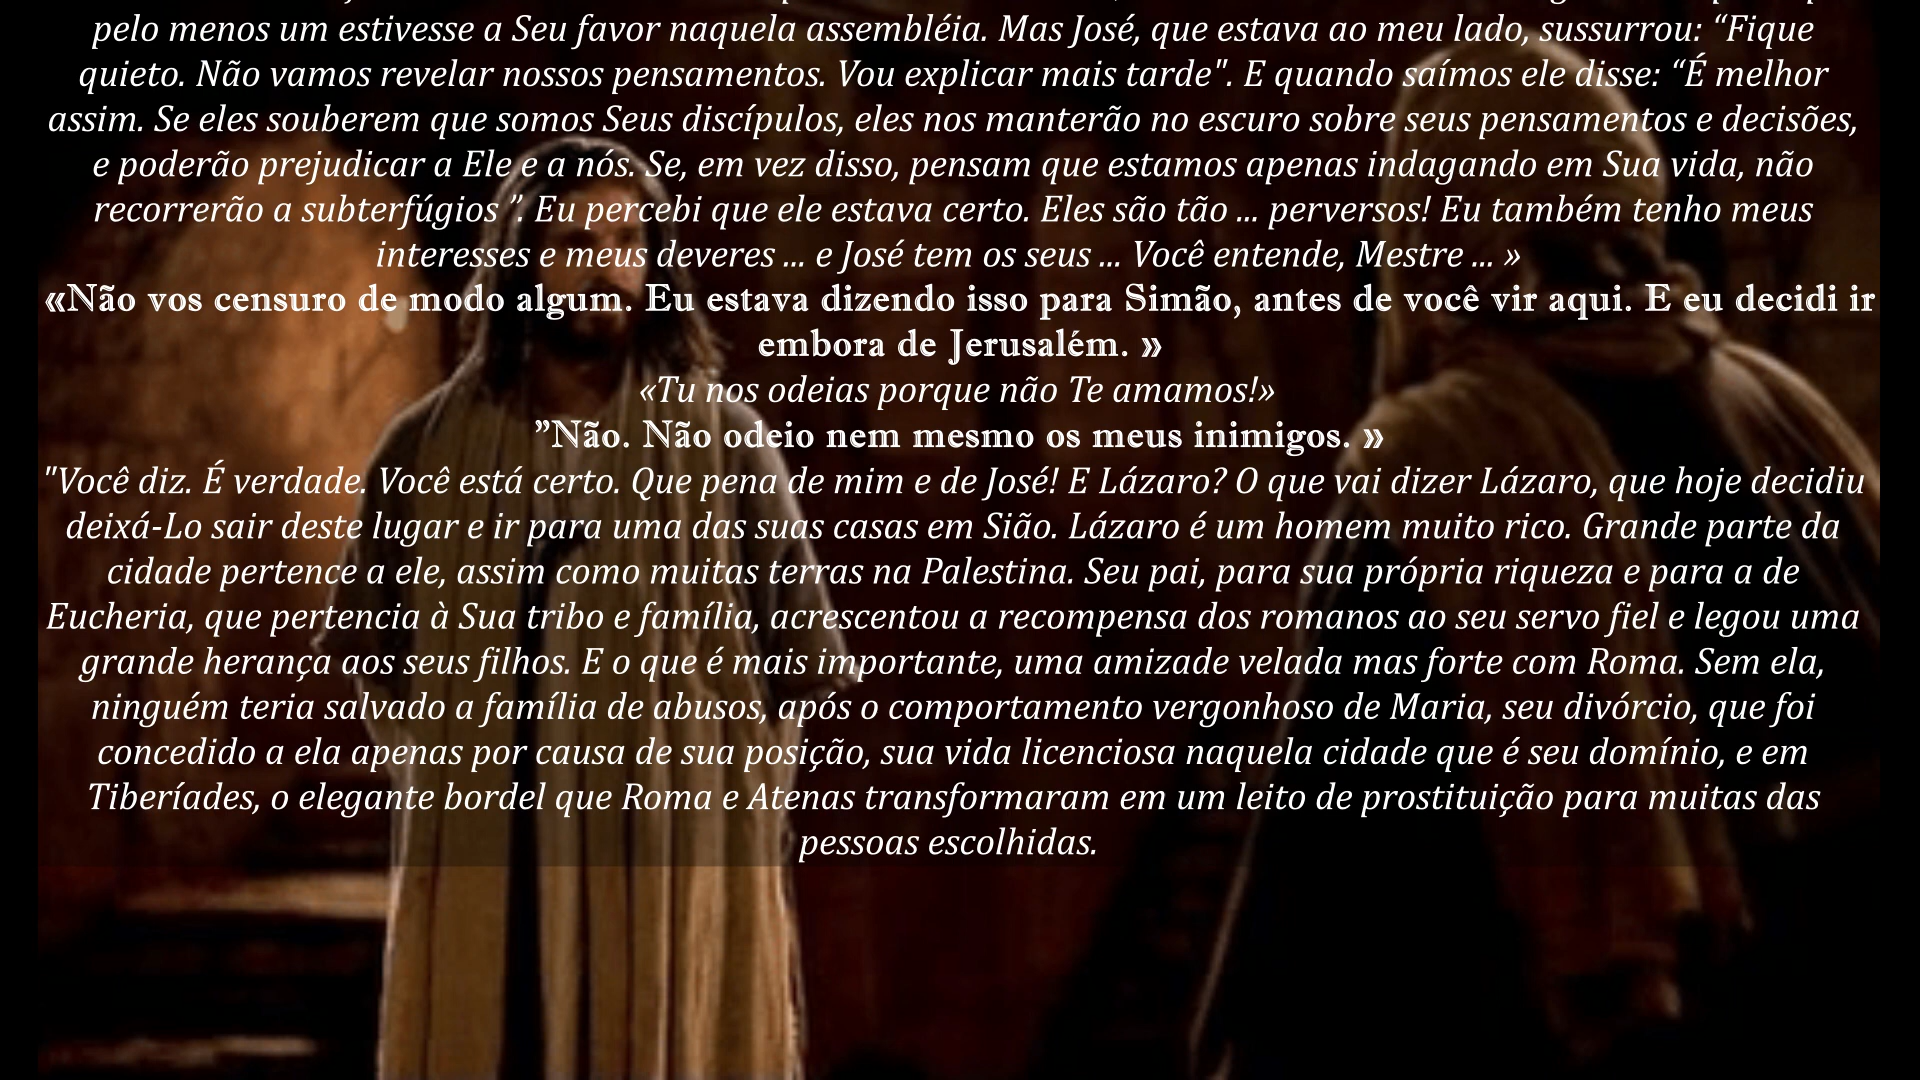 pelo menos um estivesse a Seu favor naquela assembléia. Mas José, que estava ao meu lado, sussurrou: “Fique
quieto. Não vamos revelar nossos pensamentos. Vou explicar mais tarde". E quando saímos ele disse: “É melhor
assim. Se eles souberem que somos Seus discípulos, eles nos manterão no escuro sobre seus pensamentos e decisões,
e poderão prejudicar a Ele e a nós. Se, em vez disso, pensam que estamos apenas indagando em Sua vida, não
recorrerão a subterfúgios ”. Eu percebi que ele estava certo. Eles são tão ... perversos! Eu também tenho meus
interesses e meus deveres ... e José tem os seus ... Você entende, Mestre ... »
«Não vos censuro de modo algum. Eu estava dizendo isso para Simão, antes de você vir aqui. E eu decidi ir
embora de Jerusalém. »
«Tu nos odeias porque não Te amamos!»
”Não. Não odeio nem mesmo os meus inimigos. »
"Você diz. É verdade. Você está certo. Que pena de mim e de José! E Lázaro? O que vai dizer Lázaro, que hoje decidiu
deixá-Lo sair deste lugar e ir para uma das suas casas em Sião. Lázaro é um homem muito rico. Grande parte da
cidade pertence a ele, assim como muitas terras na Palestina. Seu pai, para sua própria riqueza e para a de
Eucheria, que pertencia à Sua tribo e família, acrescentou a recompensa dos romanos ao seu servo fiel e legou uma
grande herança aos seus filhos. E o que é mais importante, uma amizade velada mas forte com Roma. Sem ela,
ninguém teria salvado a família de abusos, após o comportamento vergonhoso de Maria, seu divórcio, que foi
concedido a ela apenas por causa de sua posição, sua vida licenciosa naquela cidade que é seu domínio, e em
Tiberíades, o elegante bordel que Roma e Atenas transformaram em um leito de prostituição para muitas das
pessoas escolhidas.